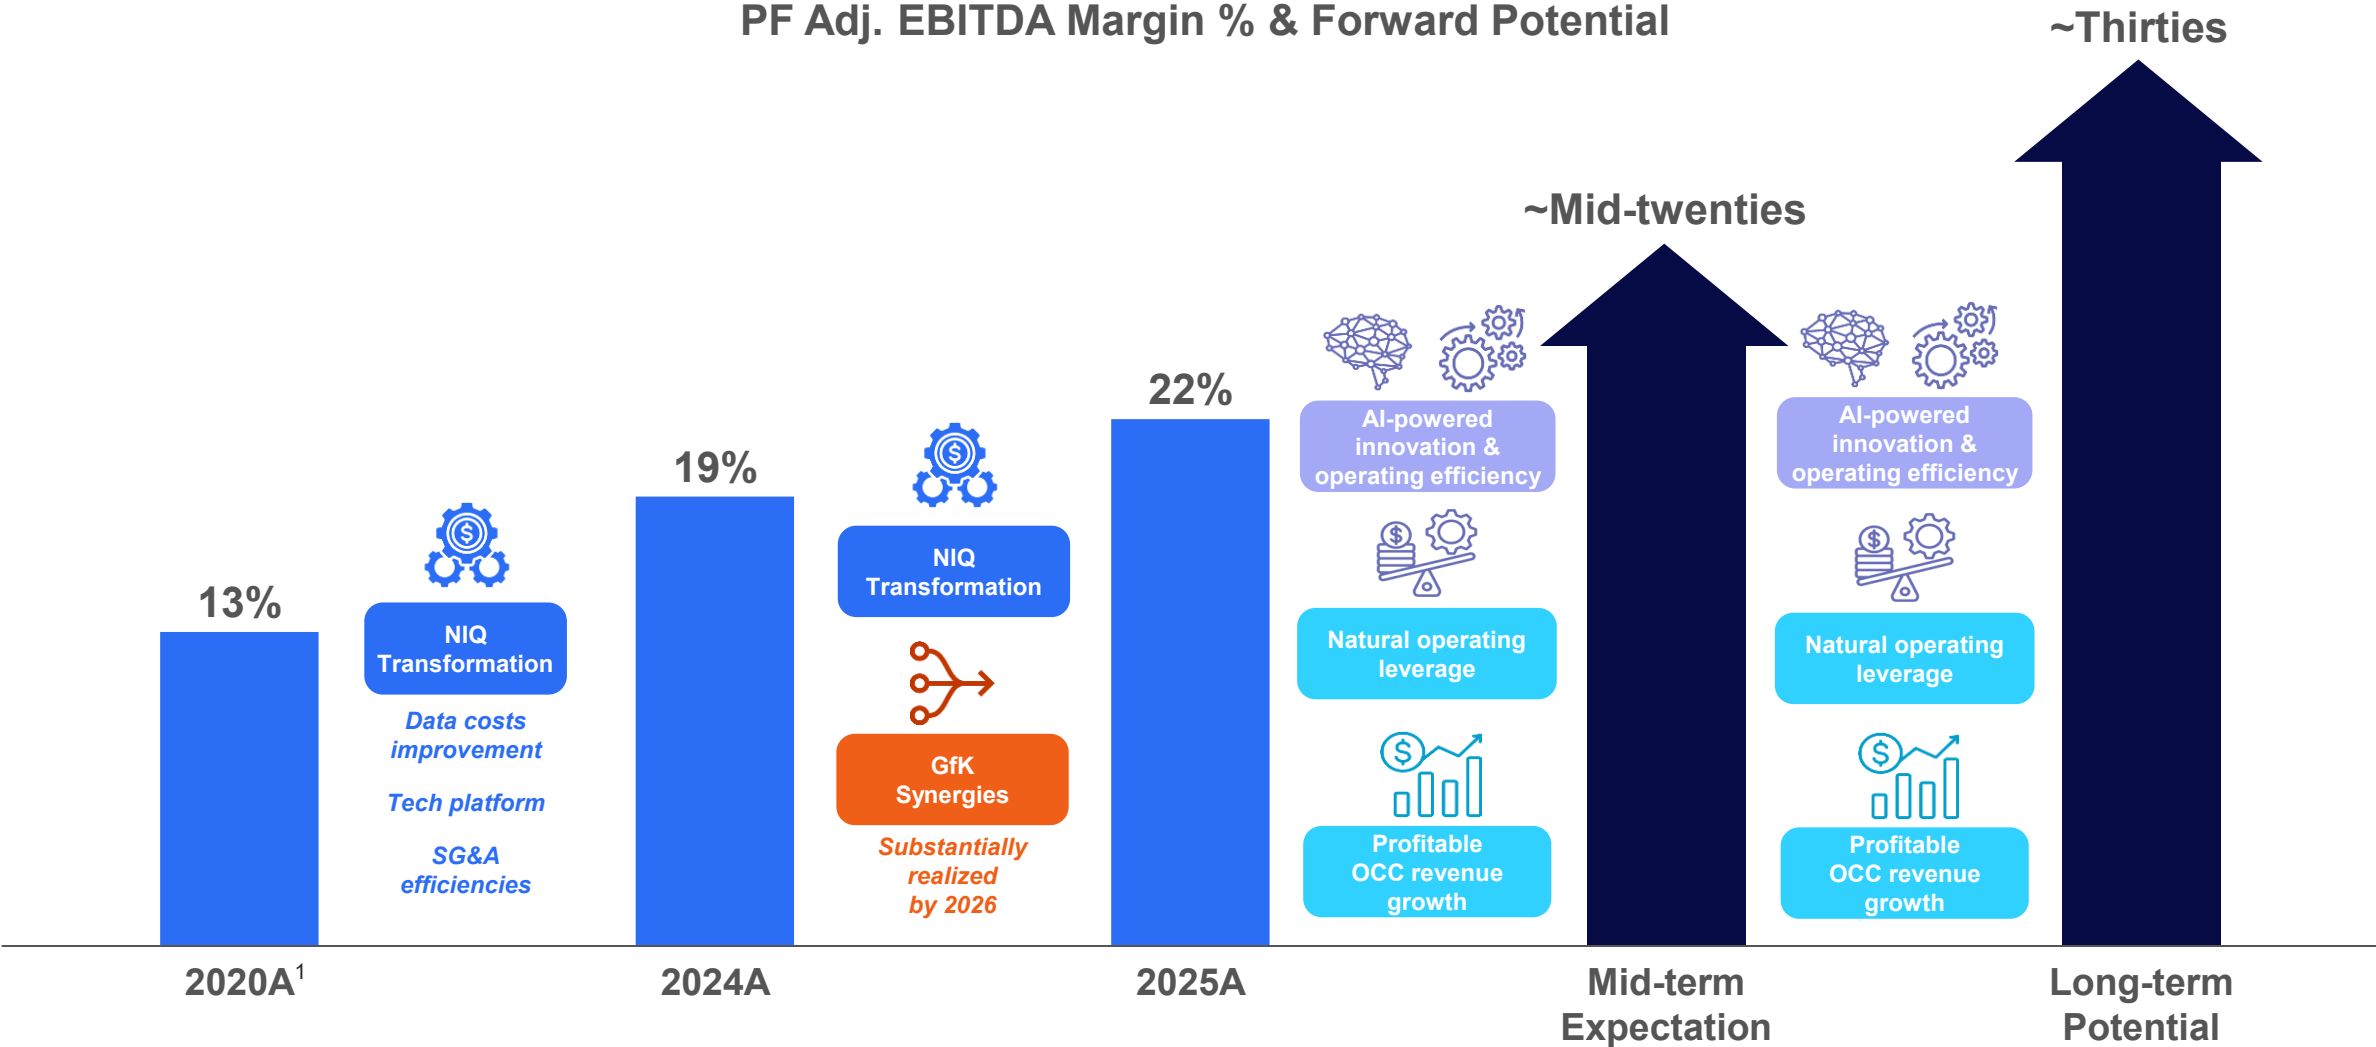 PF Adj. EBITDA Margin % & Forward Potential
13%
2020A¹
NIQ
Transformation
Data costs
improvement
Tech platform
SG&A
efficiencies
19%
2024A
NIQ
Transformation
GfK
Synergies
Substantially
realized
by 2026
22%
2025A
AI-powered
innovation &
operating efficiency
Natural operating
leverage
Profitable
OCC revenue
growth
~Mid-twenties
Mid-term
Expectation
AI-powered
innovation &
operating efficiency
Natural operating
leverage
Profitable
OCC revenue
growth
~Thirties
Long-term
Potential